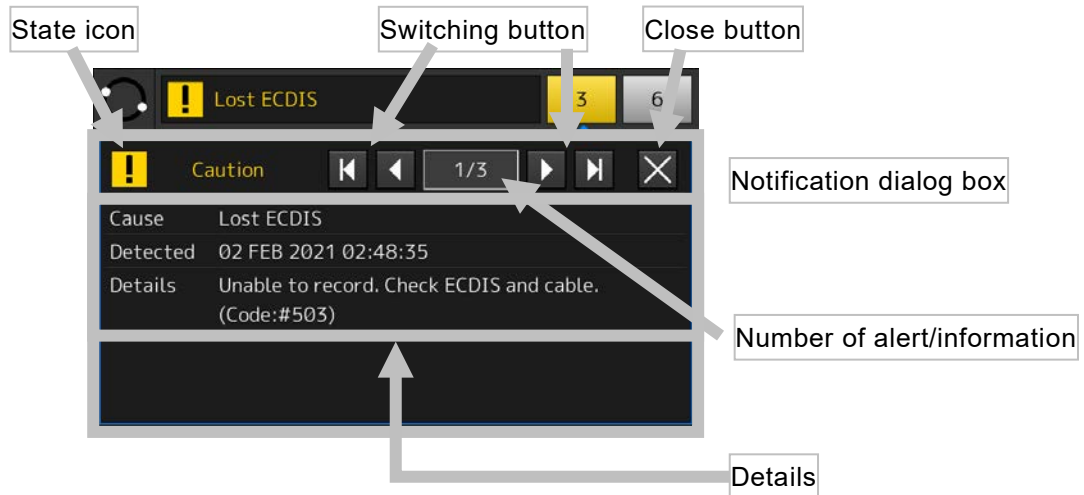 State icon
Switching button
Close button
Lost ECDIS
3
6
Caution
1/3
Notification dialog box
Cause Lost ECDIS
Detected 02 FEB 2021 02:48:35
Details Unable to record. Check ECDIS and cable.
(Code:#503)
Number of alert/information
Details